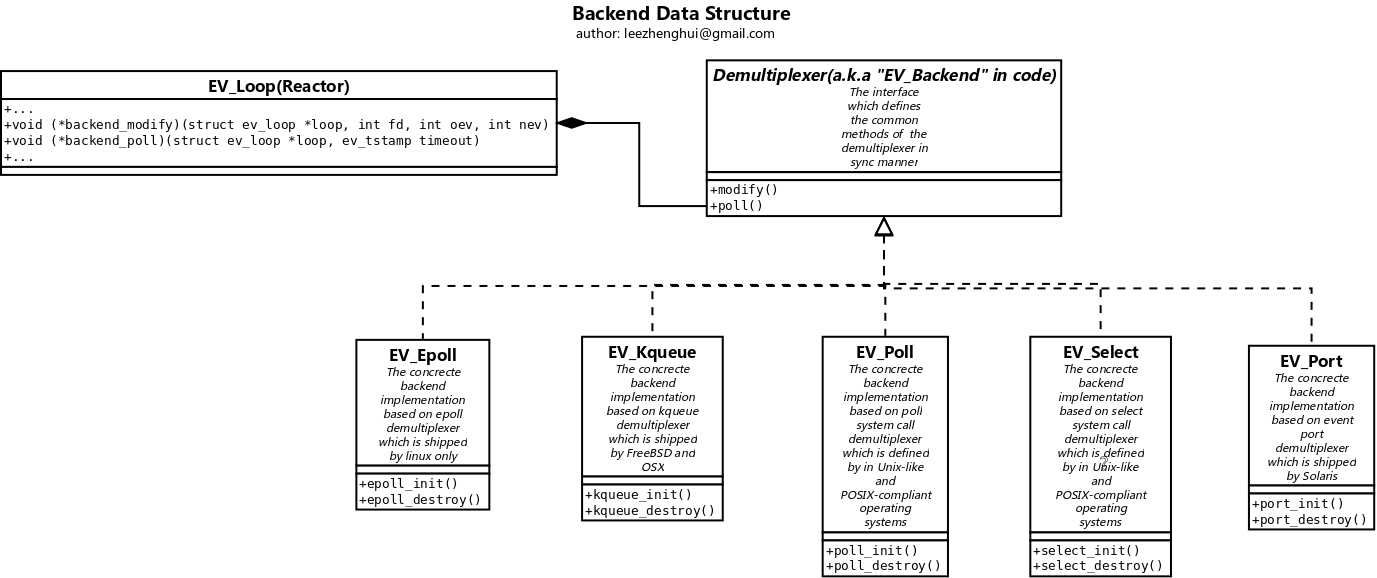 Backend Data Structure
author: leezhenghui@gmail.com
EV_Loop(Reactor)
+...
+void (*backend_modify)(struct ev_loop *loop, int fd, int oev, int nev)
+void (*backend_poll)(struct ev_loop *loop, ev_tstamp timeout)
+...
Demultiplexer(a.k.a "EV_Backend" in code)
The interface
which defines
the common
methods of the
demultiplexer in
sync manner
+modify()
+poll()
EV_Epoll
The concrecte
backend
implementation
based on epoll
demultiplexer
which is shipped
by linux only
+epoll_init()
+epoll_destroy()
EV_Kqueue
The concrecte
backend
implementation
based on kqueue
demultiplexer
which is shipped
by FreeBSD and
OSX
+kqueue_init()
+kqueue_destroy()
EV_Poll
The concrecte
backend
implementation
based on poll
system call
demultiplexer
which is defined
by in Unix-like
and
POSIX-compliant
operating
systems
+poll_init()
+poll_destroy()
EV_Select
The concrecte
backend
implementation
based on select
system call
demultiplexer
which is defined
by in Unix-like
and
POSIX-compliant
operating
systems
+select_init()
+select_destroy()
EV_Port
The concrecte
backend
implementation
based on event
port
demultiplexer
which is shipped
by Solaris
+port_init()
+port_destroy()